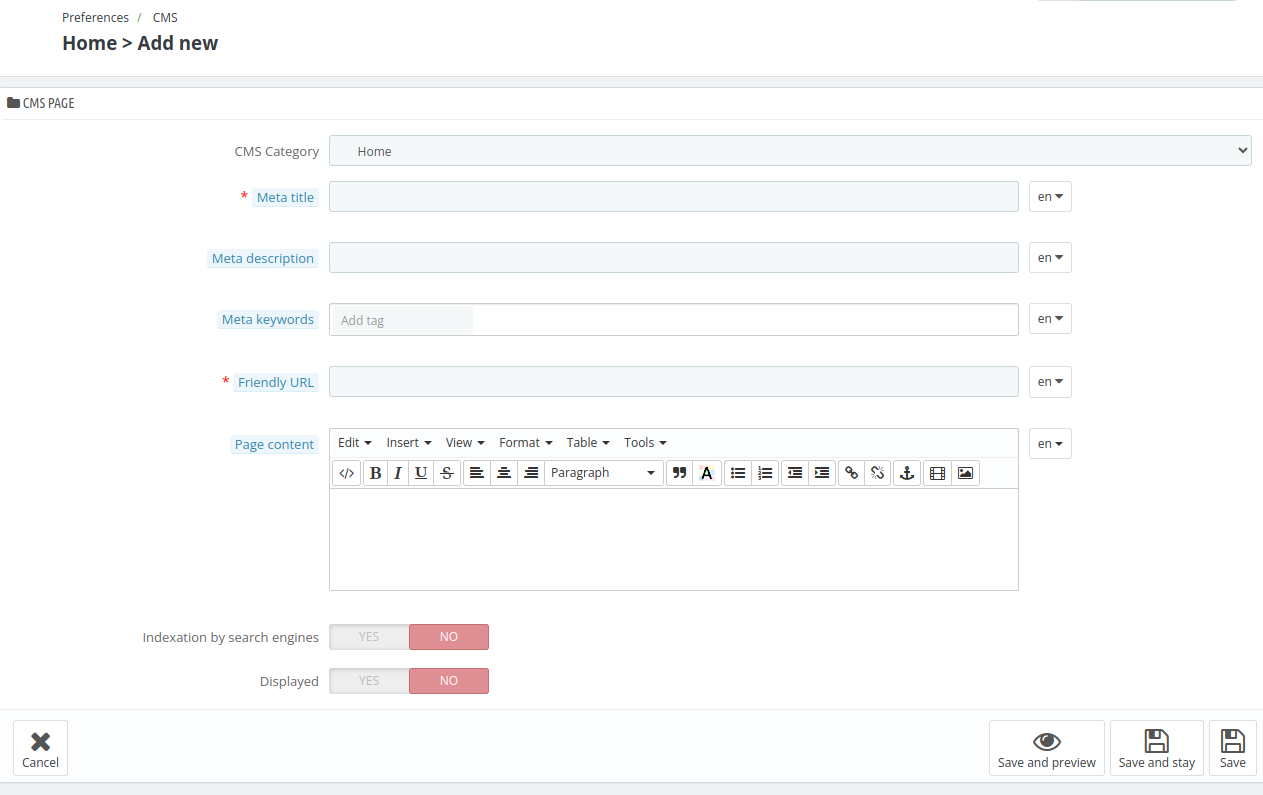 Preferences / CMS
Home > Add new
CMS PAGE
CMS Category Home
* Meta title en
Meta description en
Meta keywords Add tag en
* Friendly URL en
Page content Edit Insert View Format Table Tools en
</> B I U S Paragraph A
Indexation by search engines YES NO
Displayed YES NO
Cancel Save and preview Save and stay Save